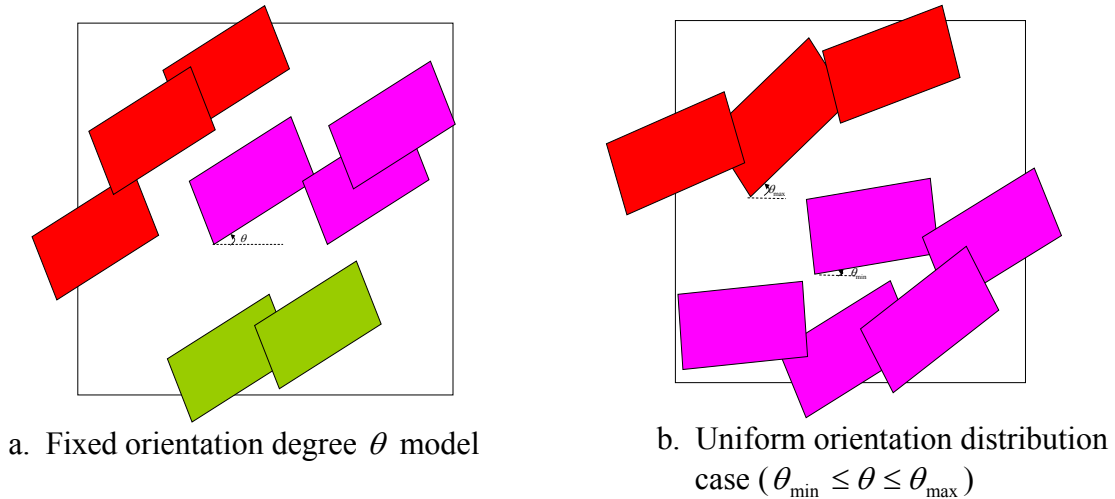 θ
θmax
θmin
a. Fixed orientation degree θ model
b. Uniform orientation distribution
case ( θmin ≤ θ ≤ θmax )